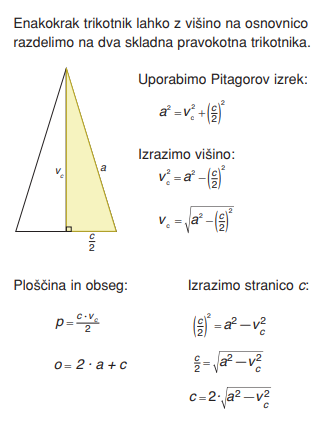 Enakokrak trikotnik lahko z višino na osnovnico
razdelimo na dva skladna pravokotna trikotnika.
Uporabimo Pitagorov izrek:
a² = v_c² + (c/2)²
Izrazimo višino:
v_c² = a² − (c/2)²
v_c = √(a² − (c/2)²)
v_c
a
c/2
Ploščina in obseg:
p = c · v_c / 2
o = 2 · a + c
Izrazimo stranico c:
(c/2)² = a² − v_c²
c/2 = √(a² − v_c²)
c = 2 · √(a² − v_c²)